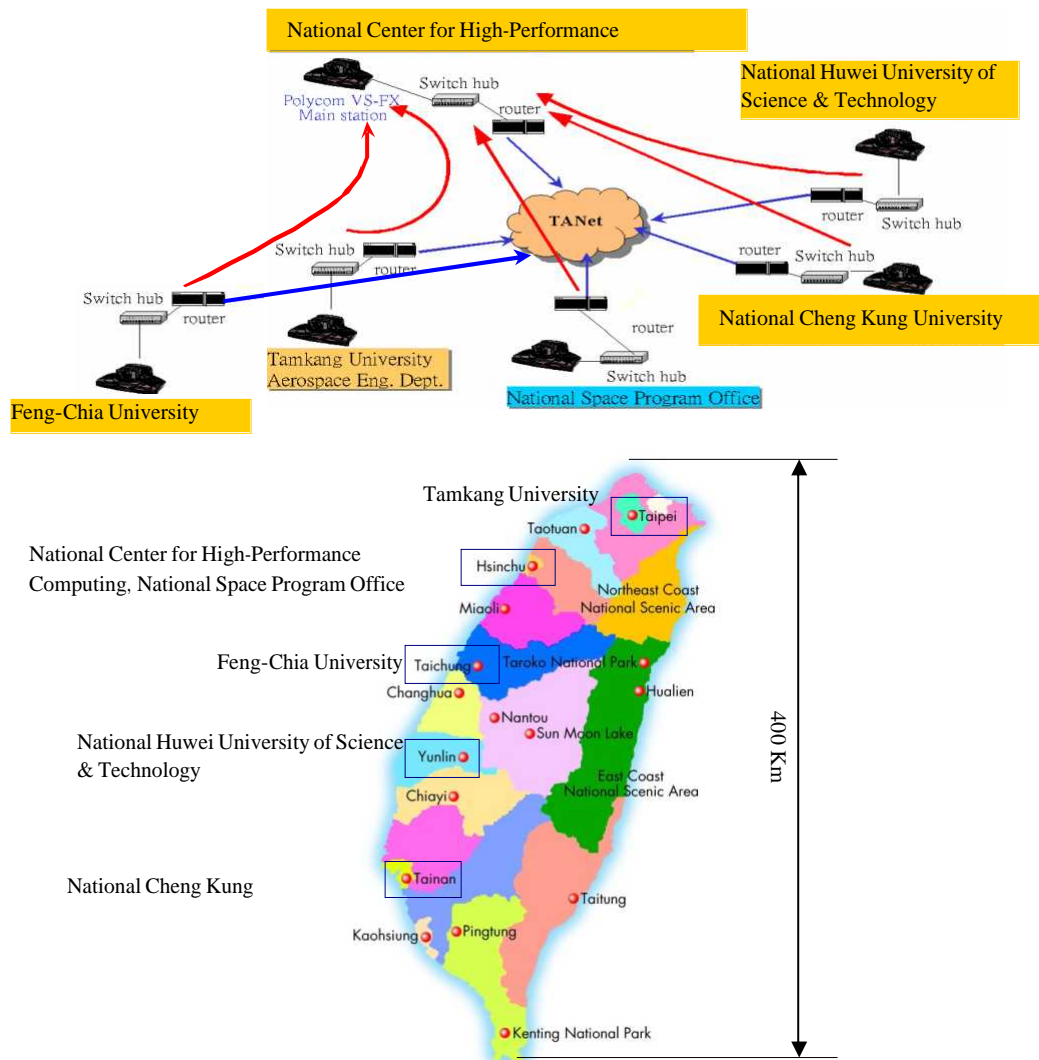 National Center for High-Performance
Switch hub
Polycom VS-FX
Main station
router
National Huwei University of
Science & Technology
router
Switch hub
TANet
Switch hub
router
router
Switch hub
Switch hub
router
National Cheng Kung University
router
Switch hub
Tamkang University
Aerospace Eng. Dept.
National Space Program Office
Feng-Chia University
Tamkang University
Taipei
Taotuan
National Center for High-Performance
Computing, National Space Program Office
Hsinchu
Northeast Coast
National Scenic Area
Miaoli
Feng-Chia University
Taichung
Taroko National Park
Changhua
Hualien
Nantou
Sun Moon Lake
400 Km
National Huwei University of Science
& Technology
Yunlin
East Coast
National Scenic Area
Chiayi
National Cheng Kung
Tainan
Taitung
Kaohsiung
Pingtung
Kenting National Park